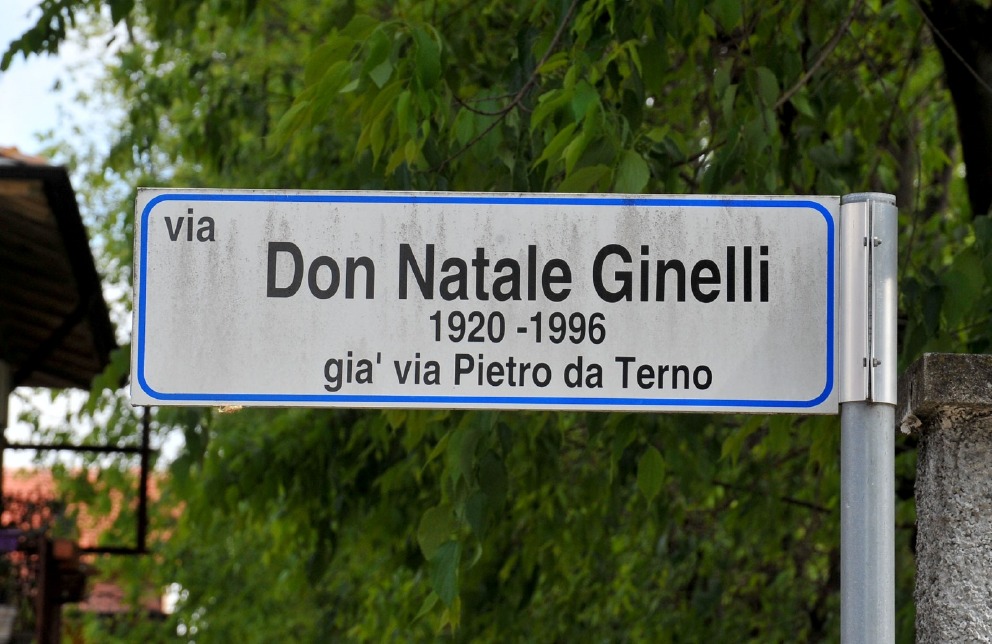 via
Don Natale Ginelli
1920 -1996
gia' via Pietro da Terno